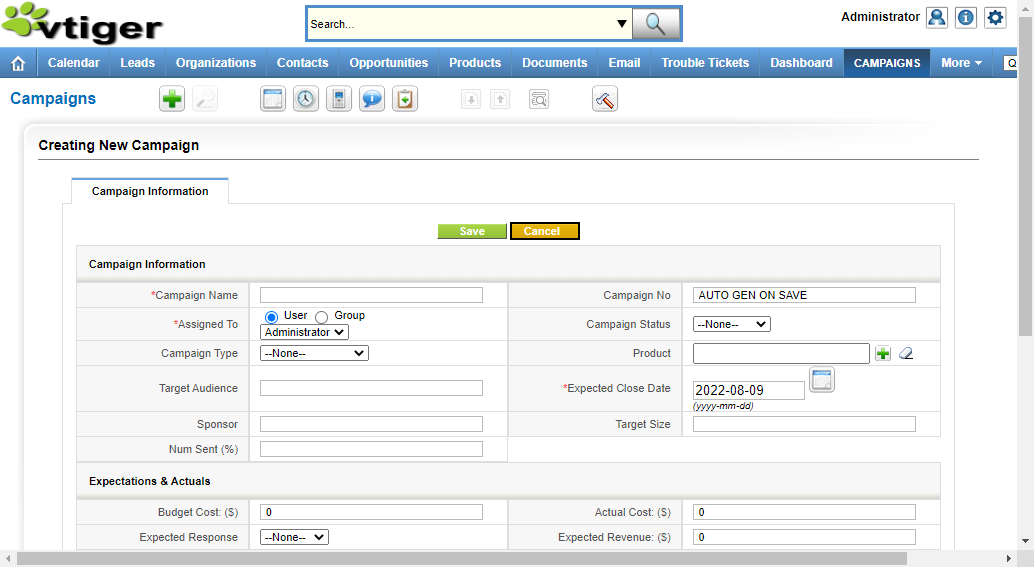 vtiger
Search...
Administrator
Calendar Leads Organizations Contacts Opportunities Products Documents Email Trouble Tickets Dashboard CAMPAIGNS More Q
Campaigns
Creating New Campaign
Campaign Information
Save Cancel
Campaign Information
*Campaign Name Campaign No AUTO GEN ON SAVE
*Assigned To User Group Administrator Campaign Status --None--
Campaign Type --None-- Product
Target Audience *Expected Close Date 2022-08-09
(yyyy-mm-dd)
Sponsor Target Size
Num Sent (%)
Expectations & Actuals
Budget Cost: ($) 0 Actual Cost: ($) 0
Expected Response --None-- Expected Revenue: ($) 0